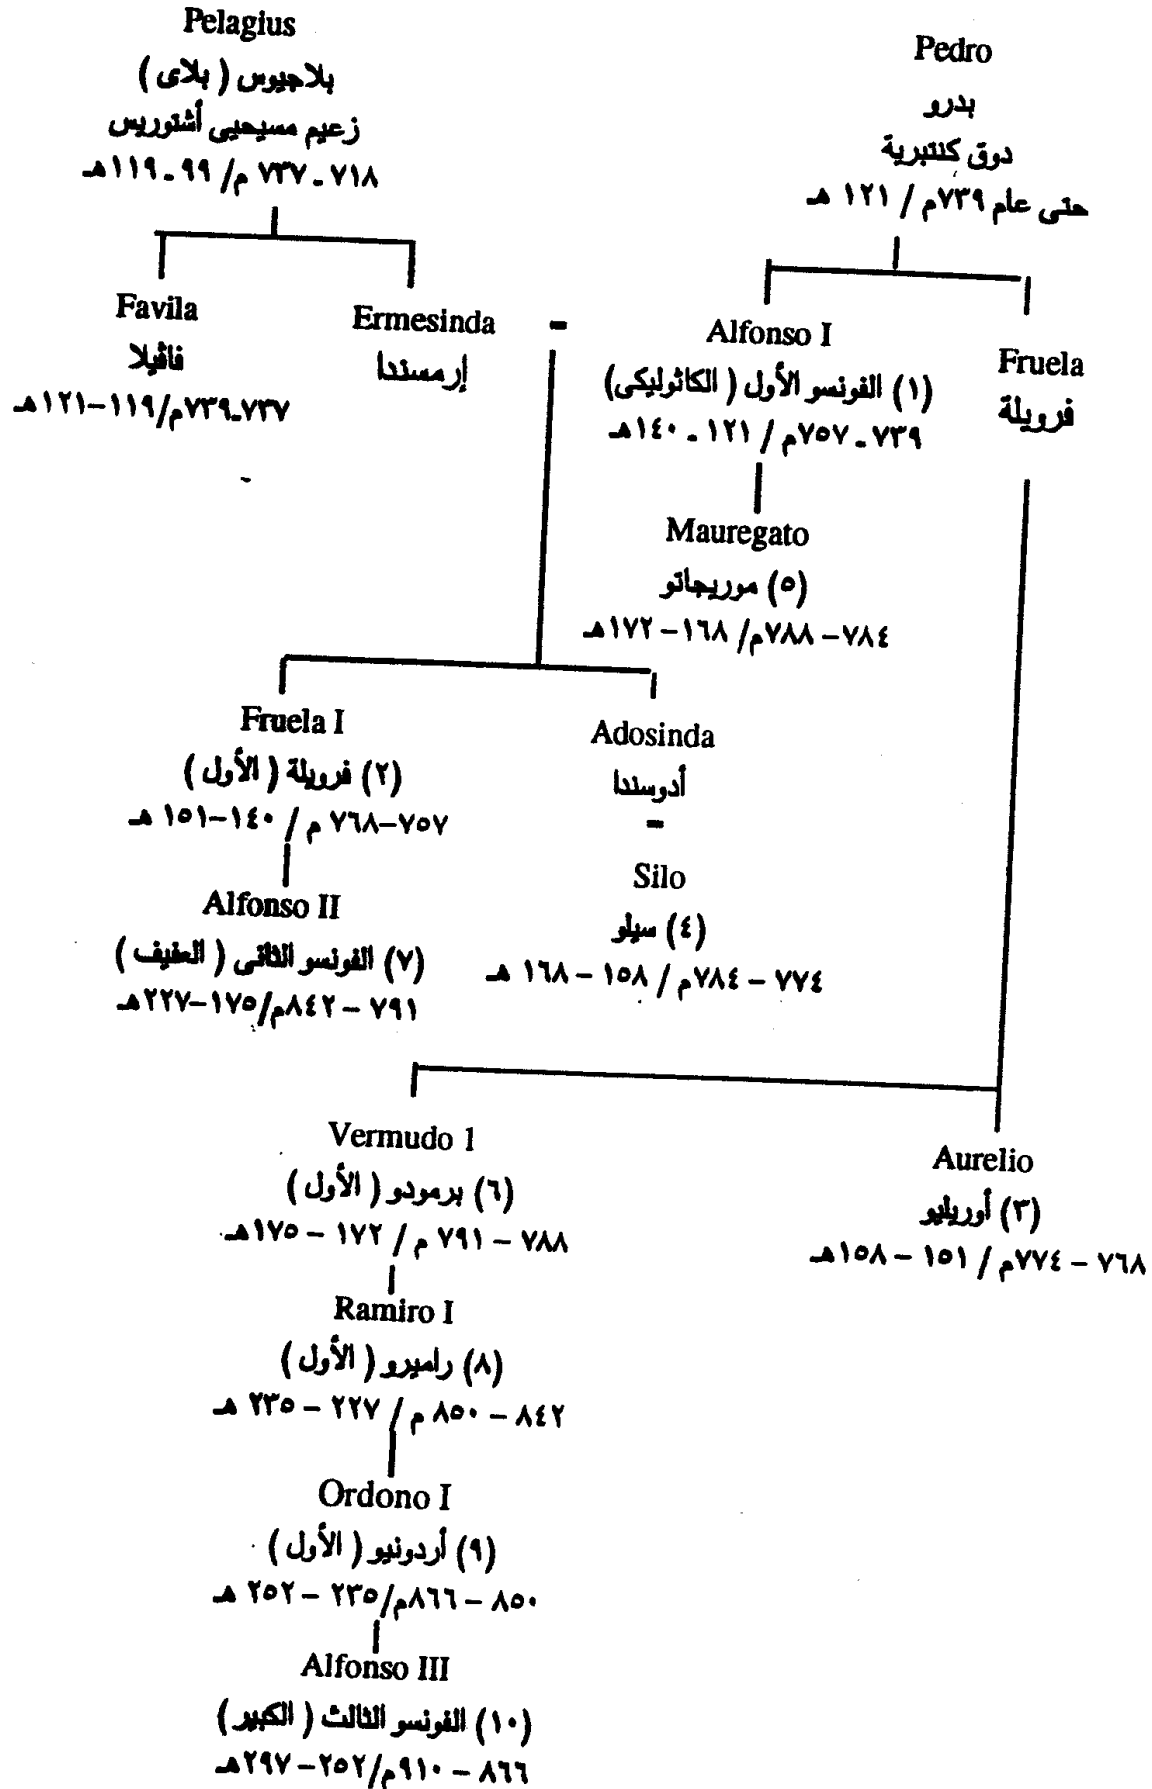 Pelagius
بلاجيوس ( بلاى )
زعيم مسيحيى أشتوريس
٧١٨ - ٧٣٧ م/ ٩٩ - ١١٩هـ
Pedro
بدرو
دوق كنتبرية
حتى عام ٧٣٩م / ١٢١ هـ
Favila
فاڤيلا
٧٣٧-٧٣٩م/١١٩–١٢١هـ
Ermesinda
إرمسندا
=
Alfonso I
(١) الفونسو الأول ( الكاثوليكى)
٧٣٩ - ٧٥٧م / ١٢١ - ١٤٠هـ
Fruela
فرويلة
Mauregato
(٥) موريجاتو
٧٨٤ – ٧٨٨م/ ١٦٨ – ١٧٢هـ
Fruela I
(٢) فرويلة ( الأول )
٧٥٧–٧٦٨ م / ١٤٠–١٥١ هـ
Adosinda
أدوسندا
=
Silo
(٤) سيلو
٧٧٤ – ٧٨٤م / ١٥٨ – ١٦٨ هـ
Alfonso II
(٧) الفونسو الثانى ( العفيف )
٧٩١ – ٨٤٢م/١٧٥–٢٢٧هـ
Vermudo 1
(٦) برمودو ( الأول )
٧٨٨ – ٧٩١ م / ١٧٢ – ١٧٥هـ
Aurelio
(٣) أوريليو
٧٦٨ – ٧٧٤م / ١٥١ – ١٥٨هـ
Ramiro I
(٨) راميرو ( الأول )
٨٤٢ – ٨٥٠ م / ٢٢٧ – ٢٣٥ هـ
Ordono I
(٩) أردونيو ( الأول )
٨٥٠ – ٨٦٦م/٢٣٥ – ٢٥٢ هـ
Alfonso III
(١٠) الفونسو الثالث ( الكبير )
٨٦٦ – ٩١٠م/٢٥٢ – ٢٩٧هـ